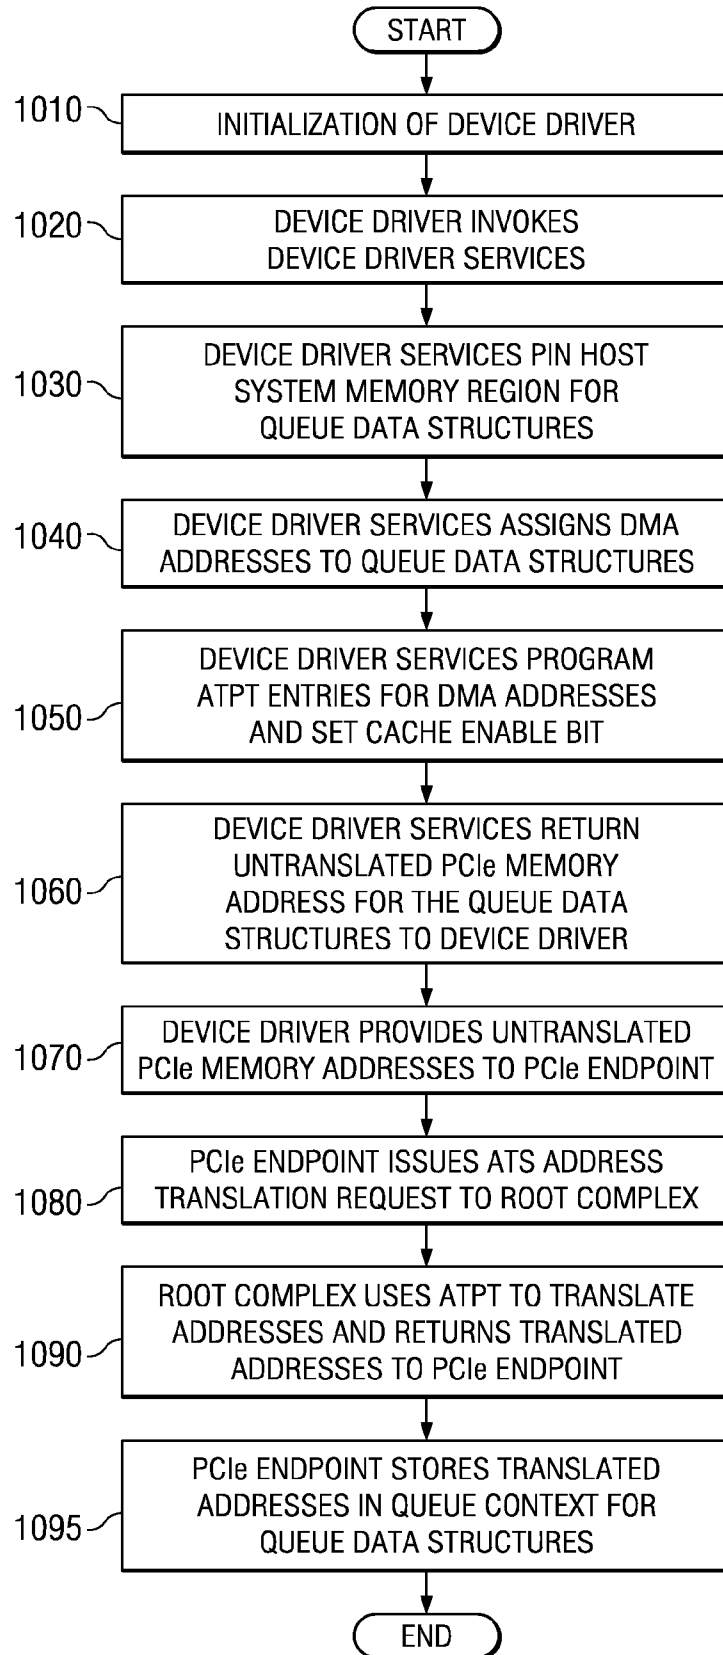 START
1010
INITIALIZATION OF DEVICE DRIVER
1020
DEVICE DRIVER INVOKES
DEVICE DRIVER SERVICES
1030
DEVICE DRIVER SERVICES PIN HOST
SYSTEM MEMORY REGION FOR
QUEUE DATA STRUCTURES
1040
DEVICE DRIVER SERVICES ASSIGNS DMA
ADDRESSES TO QUEUE DATA STRUCTURES
1050
DEVICE DRIVER SERVICES PROGRAM
ATPT ENTRIES FOR DMA ADDRESSES
AND SET CACHE ENABLE BIT
1060
DEVICE DRIVER SERVICES RETURN
UNTRANSLATED PCIe MEMORY
ADDRESS FOR THE QUEUE DATA
STRUCTURES TO DEVICE DRIVER
1070
DEVICE DRIVER PROVIDES UNTRANSLATED
PCIe MEMORY ADDRESSES TO PCIe ENDPOINT
1080
PCIe ENDPOINT ISSUES ATS ADDRESS
TRANSLATION REQUEST TO ROOT COMPLEX
1090
ROOT COMPLEX USES ATPT TO TRANSLATE
ADDRESSES AND RETURNS TRANSLATED
ADDRESSES TO PCIe ENDPOINT
1095
PCIe ENDPOINT STORES TRANSLATED
ADDRESSES IN QUEUE CONTEXT FOR
QUEUE DATA STRUCTURES
END